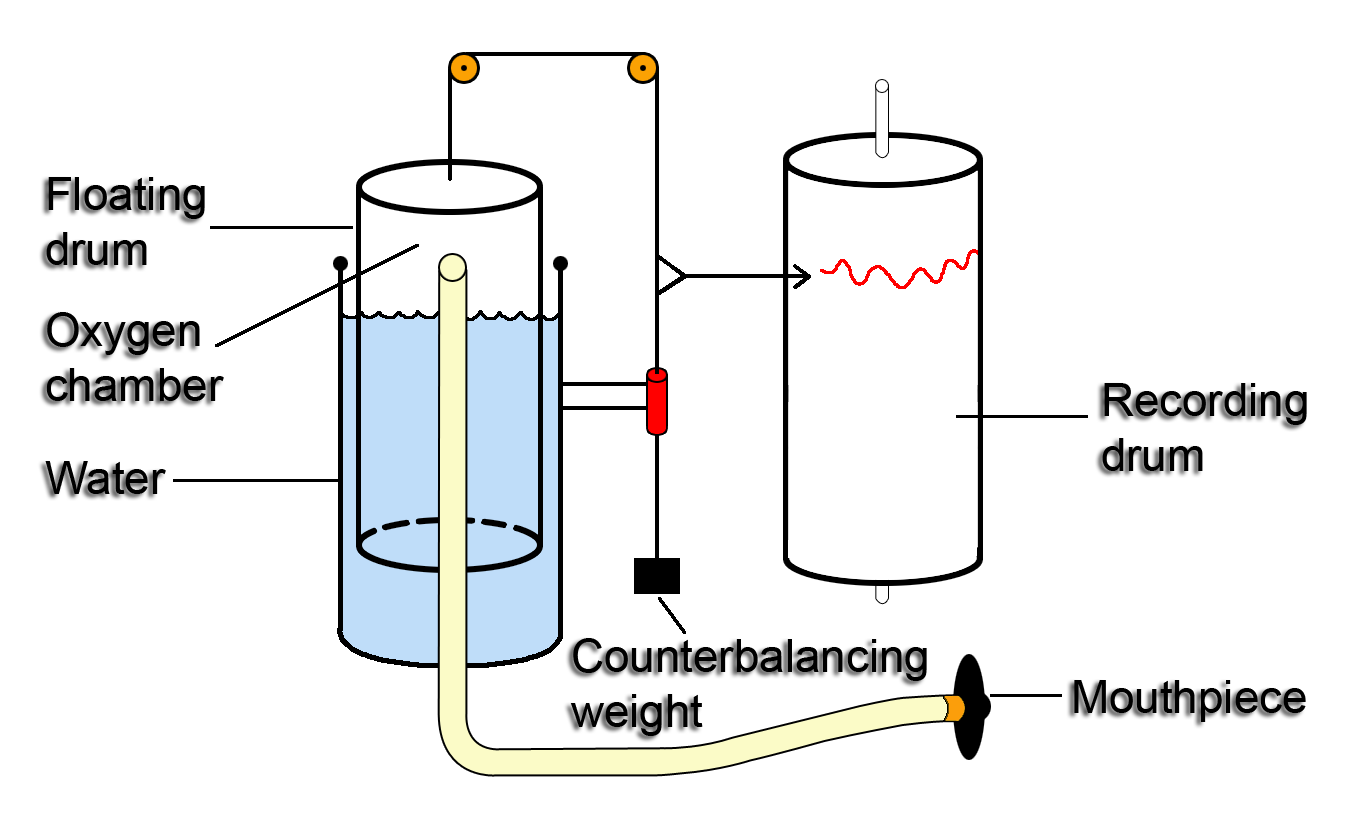 Floating
drum
Oxygen
chamber
Water
Recording
drum
Counterbalancing
weight
Mouthpiece